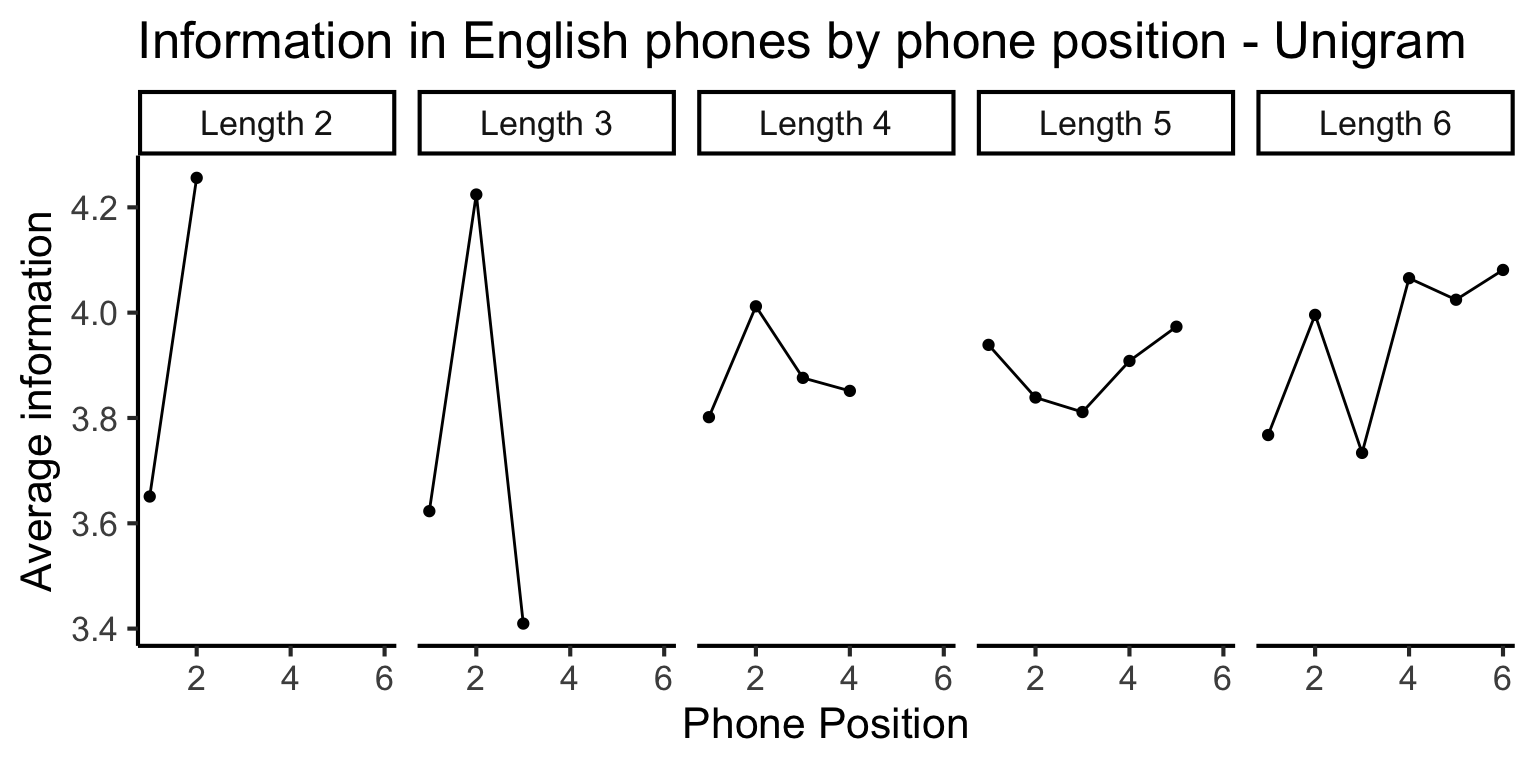 Information in English phones by phone position - Unigram
Length 2 Length 3 Length 4 Length 5 Length 6
Average information
4.2
4.0
3.8
3.6
3.4
2 4 6 2 4 6 2 4 6 2 4 6 2 4 6
Phone Position